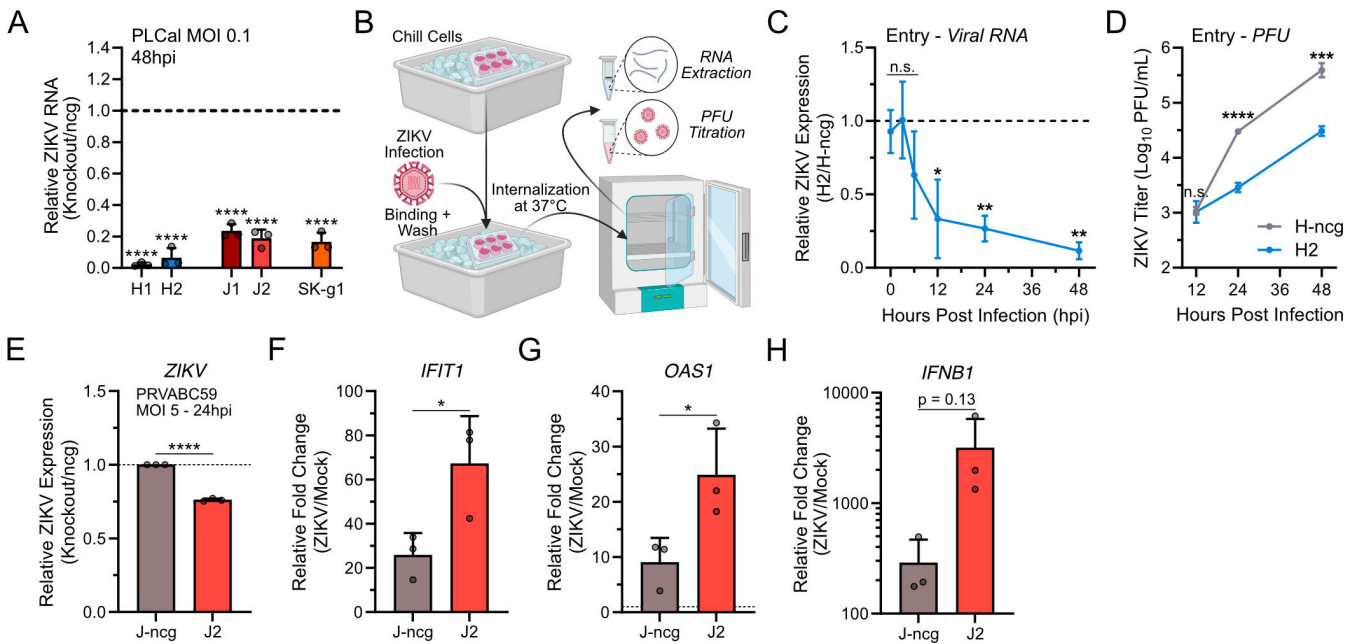 A
PLCal MOI 0.1
48hpi
Relative ZIKV RNA
(Knockout/ncg)
1.4
1.2
1.0
0.8
0.6
0.4
0.2
0.0
****
****
****
****
****
H1
H2
J1
J2
SK-g1
B
Chill Cells
RNA
Extraction
PFU
Titration
ZIKV
Infection
Binding +
Wash
Internalization
at 37°C
C
Entry - Viral RNA
Relative ZIKV Expression
(H2/H-ncg)
1.5
1.0
0.5
0.0
n.s.
*
**
**
0
12
24
36
48
Hours Post Infection (hpi)
D
Entry - PFU
ZIKV Titer (Log10 PFU/mL)
6
5
4
3
2
n.s.
****
***
H-ncg
H2
12
24
36
48
Hours Post Infection
E
ZIKV
PRVABC59
MOI 5 - 24hpi
Relative ZIKV Expression
(Knockout/ncg)
1.5
1.0
0.5
0.0
****
J-ncg
J2
F
IFIT1
Relative Fold Change
(ZIKV/Mock)
100
80
60
40
20
0
*
J-ncg
J2
G
OAS1
Relative Fold Change
(ZIKV/Mock)
40
30
20
10
0
*
J-ncg
J2
H
IFNB1
Relative Fold Change
(ZIKV/Mock)
10000
1000
100
p = 0.13
J-ncg
J2